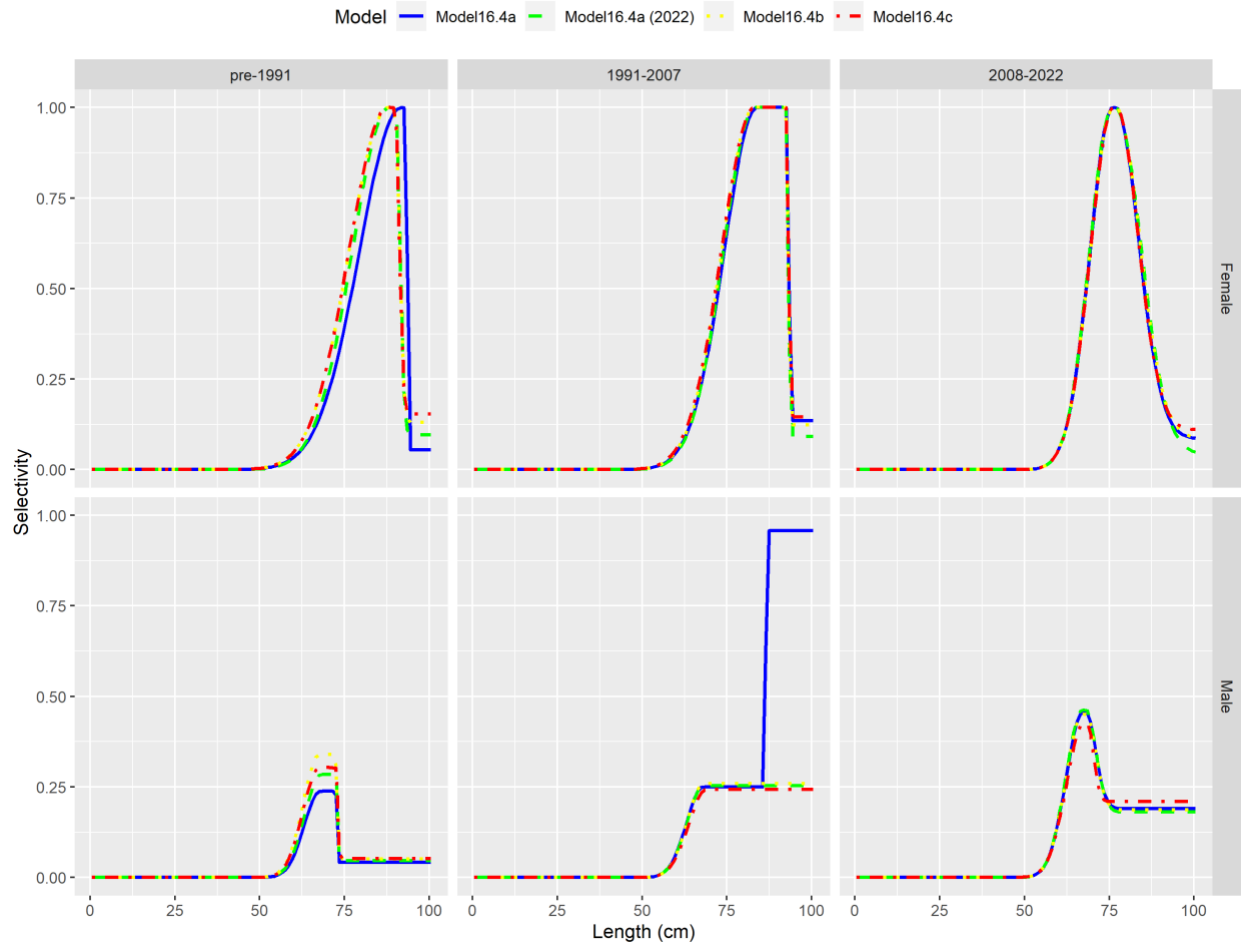 Model Model16.4a Model16.4a (2022) Model16.4b Model16.4c
pre-1991 1991-2007 2008-2022
1.00
0.75
0.50
0.25
0.00
Female
Selectivity
1.00
0.75
0.50
0.25
0.00
Male
0 25 50 75 100 0 25 50 75 100 0 25 50 75 100
Length (cm)